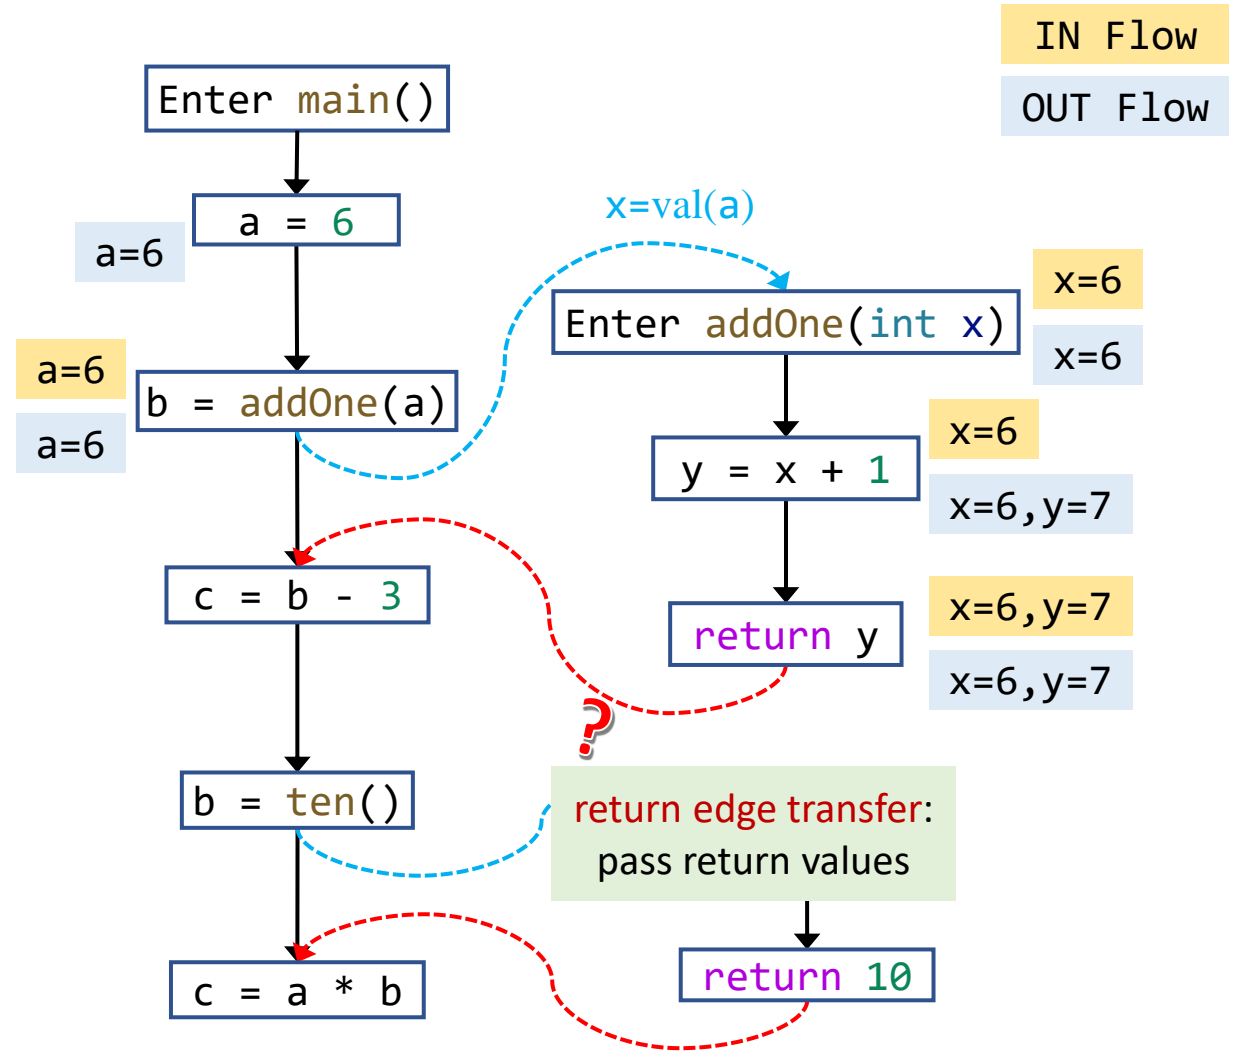 IN Flow
OUT Flow
Enter main()
a = 6
a=6
x=val(a)
Enter addOne(int x)
x=6
x=6
a=6
b = addOne(a)
a=6
y = x + 1
x=6
x=6,y=7
c = b - 3
return y
x=6,y=7
x=6,y=7
?
b = ten()
return edge transfer:
pass return values
c = a * b
return 10